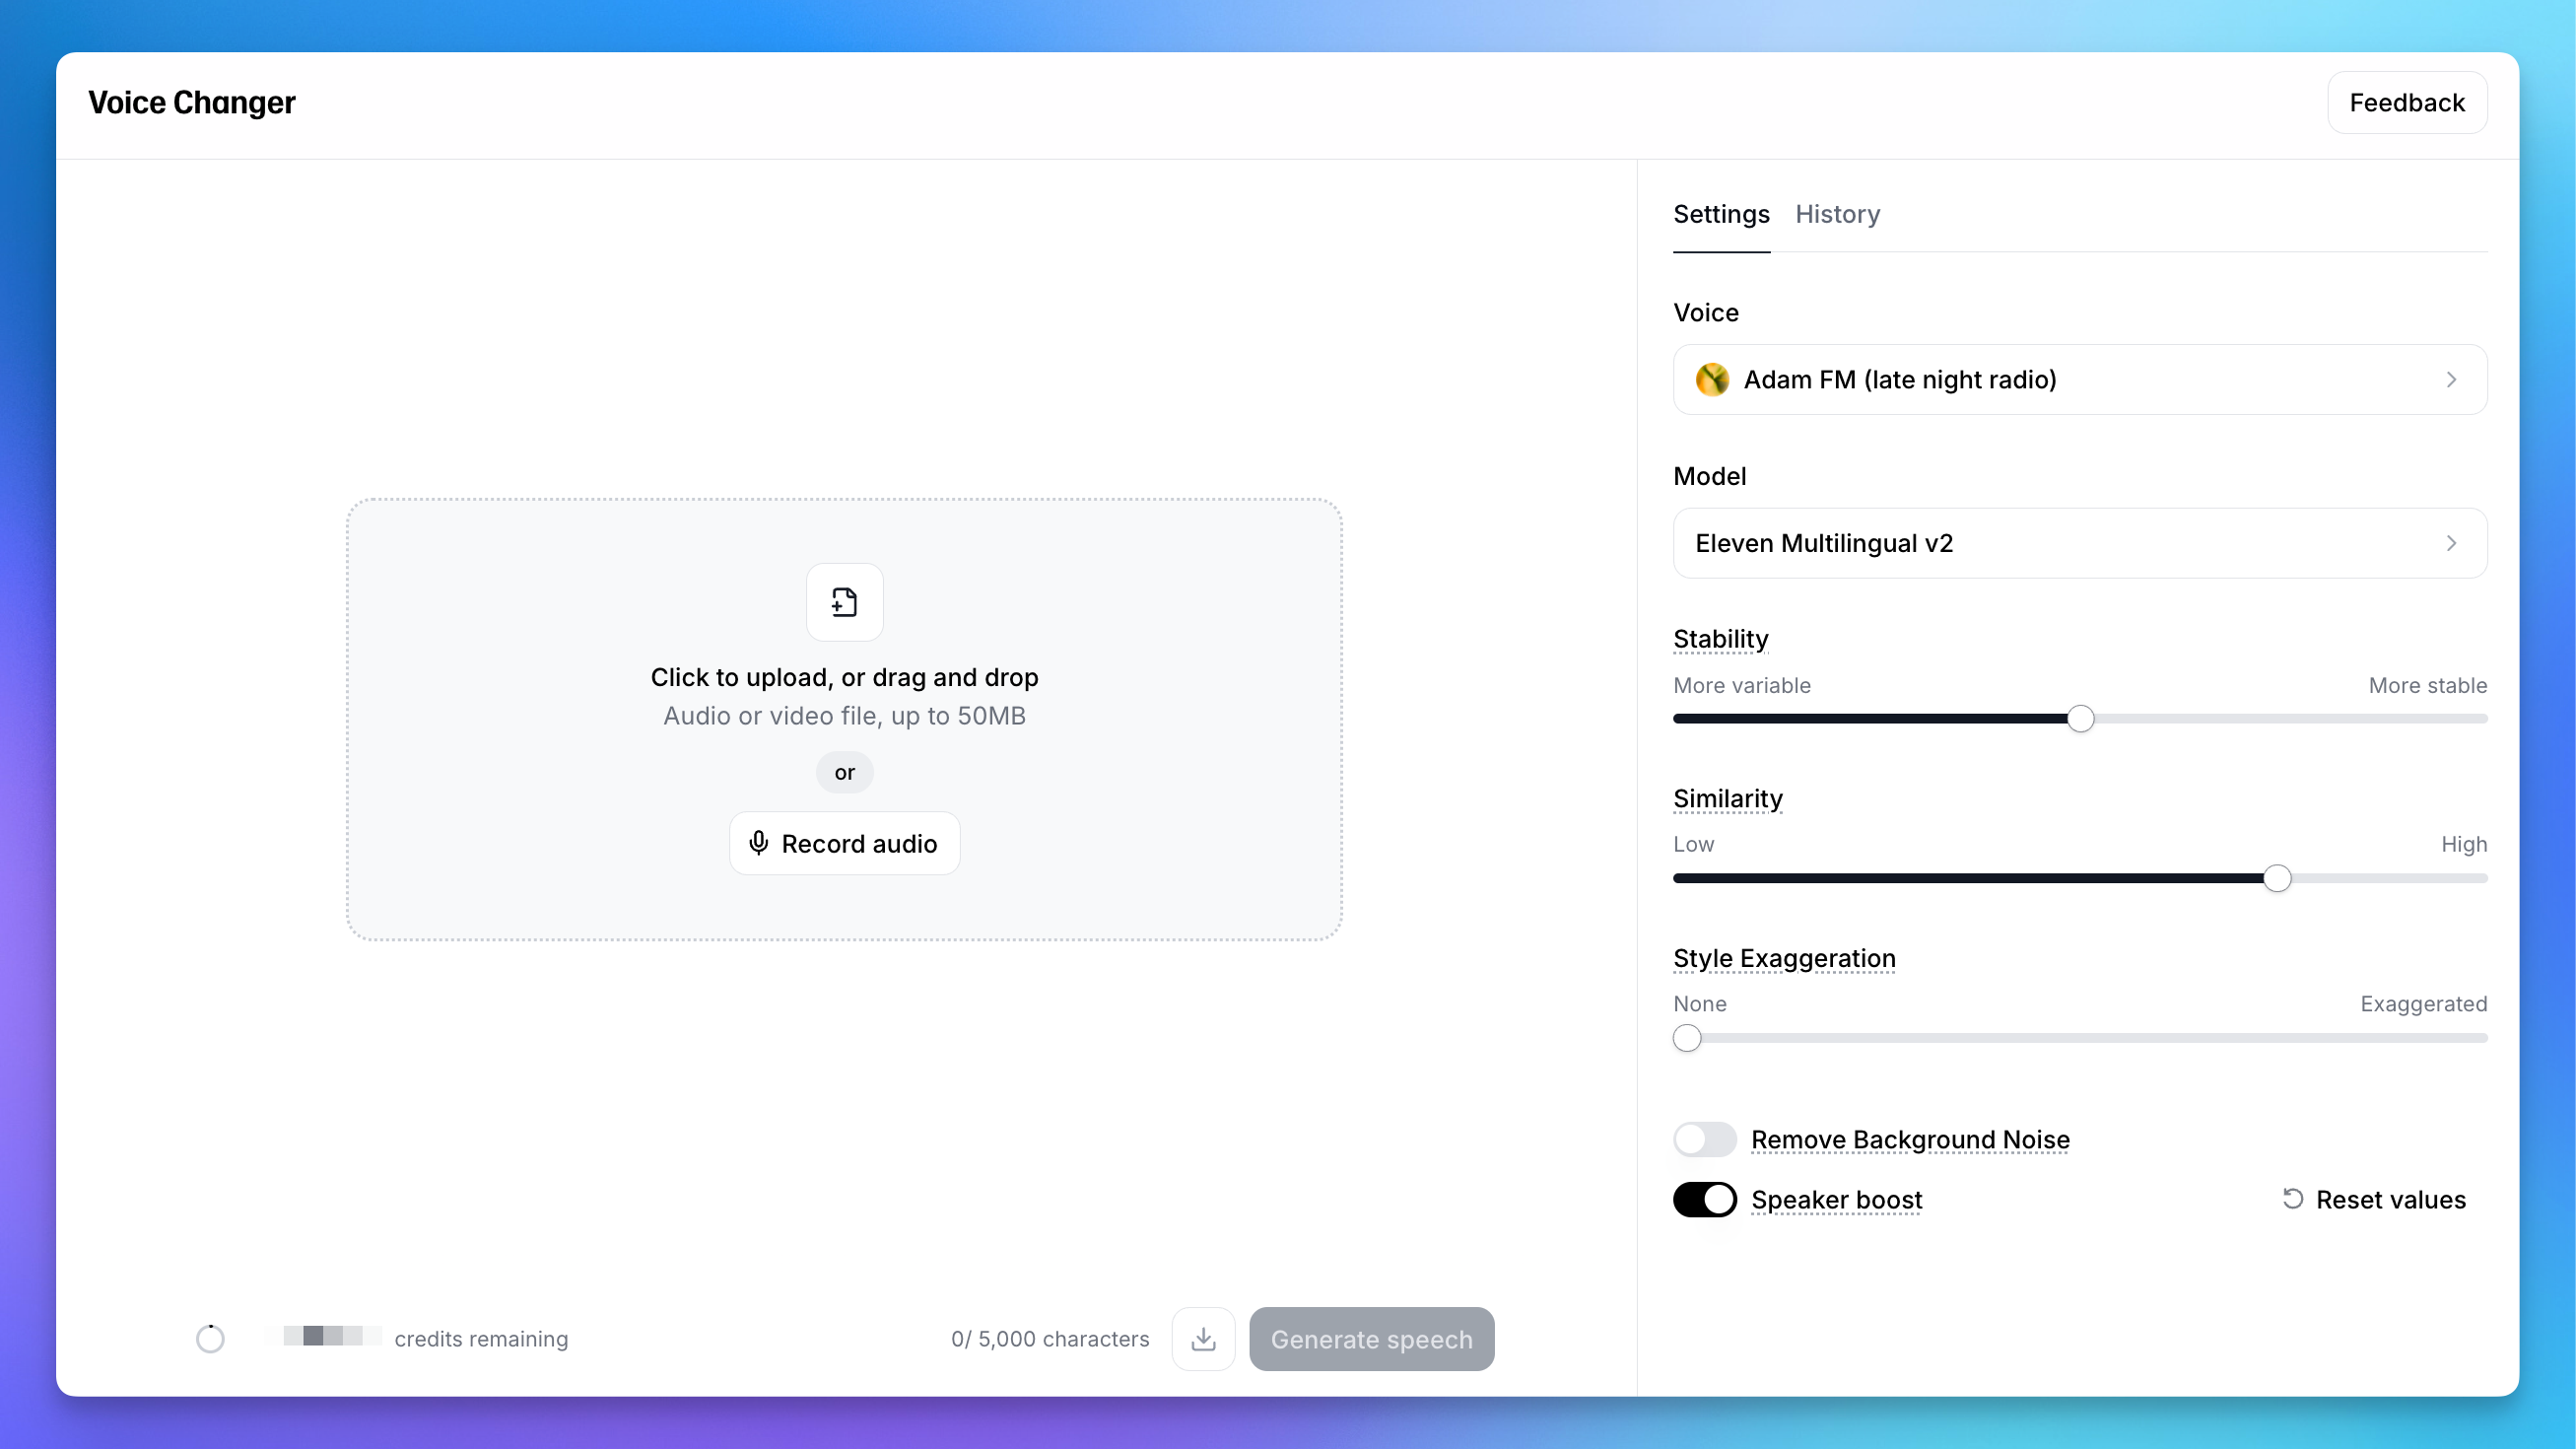 Voice Changer
Feedback
Click to upload, or drag and drop
Audio or video file, up to 50MB
or
Record audio
credits remaining
0/ 5,000 characters
Generate speech
Settings
History
Voice
Adam FM (late night radio)
Model
Eleven Multilingual v2
Stability
More variable
More stable
Similarity
Low
High
Style Exaggeration
None
Exaggerated
Remove Background Noise
Speaker boost
Reset values